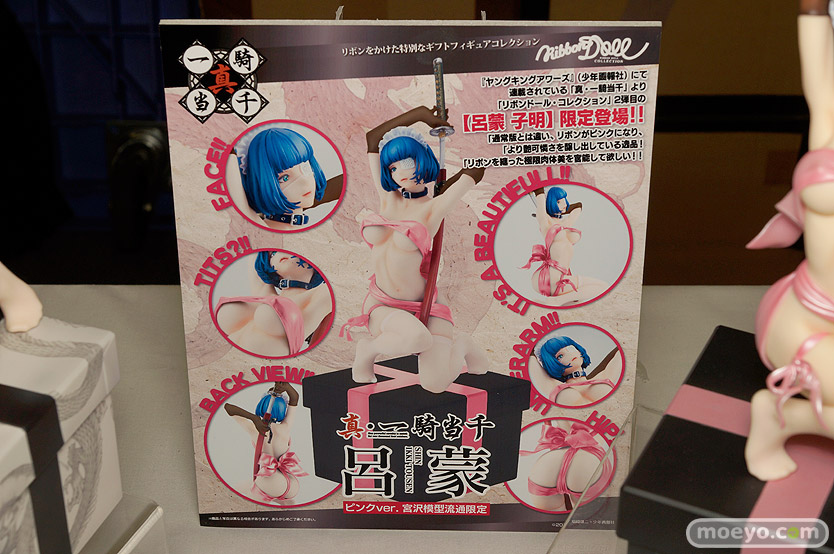 リボンをかけた特別なギフトフィギュアコレクション
Ribbon Doll
COLLECTION
一騎当千
真
『ヤングキングアワーズ』(少年画報社)にて
連載されている「真・一騎当千」より
「リボンドール・コレクション」2弾目の
【呂蒙 子明】限定登場!!
「通常版とは違い、リボンがピンクになり、
「より艶可憐さを醸し出している逸品!
「リボンを纏った極限肉体美を官能して欲しい!!
FACE!!
TITS?!!
BACK VIEW!!
IT'S A BEAUTIFUL!!
ERARM!!
HIP
真・一騎当千
SHIN
IKKITOUSEN
呂蒙
ピンクver. 宮沢模型流通限定
moeyo.com